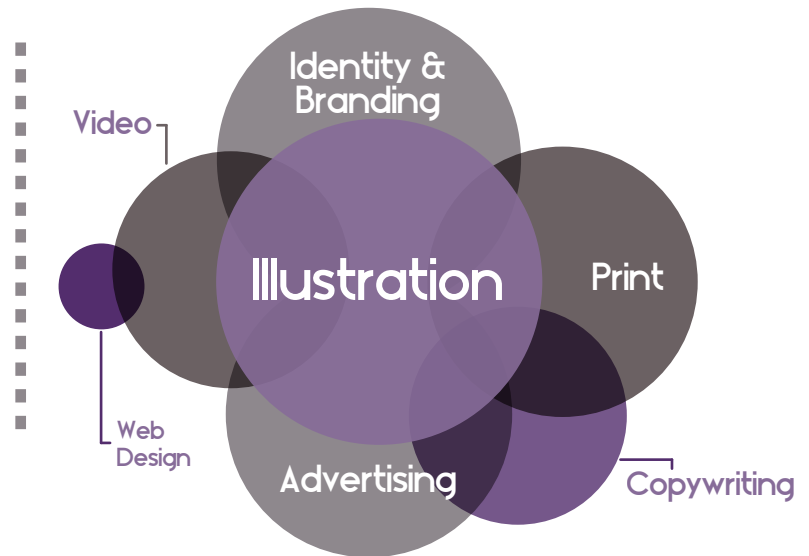 Identity &
Branding
Video
Illustration
Print
Web
Design
Advertising
Copywriting